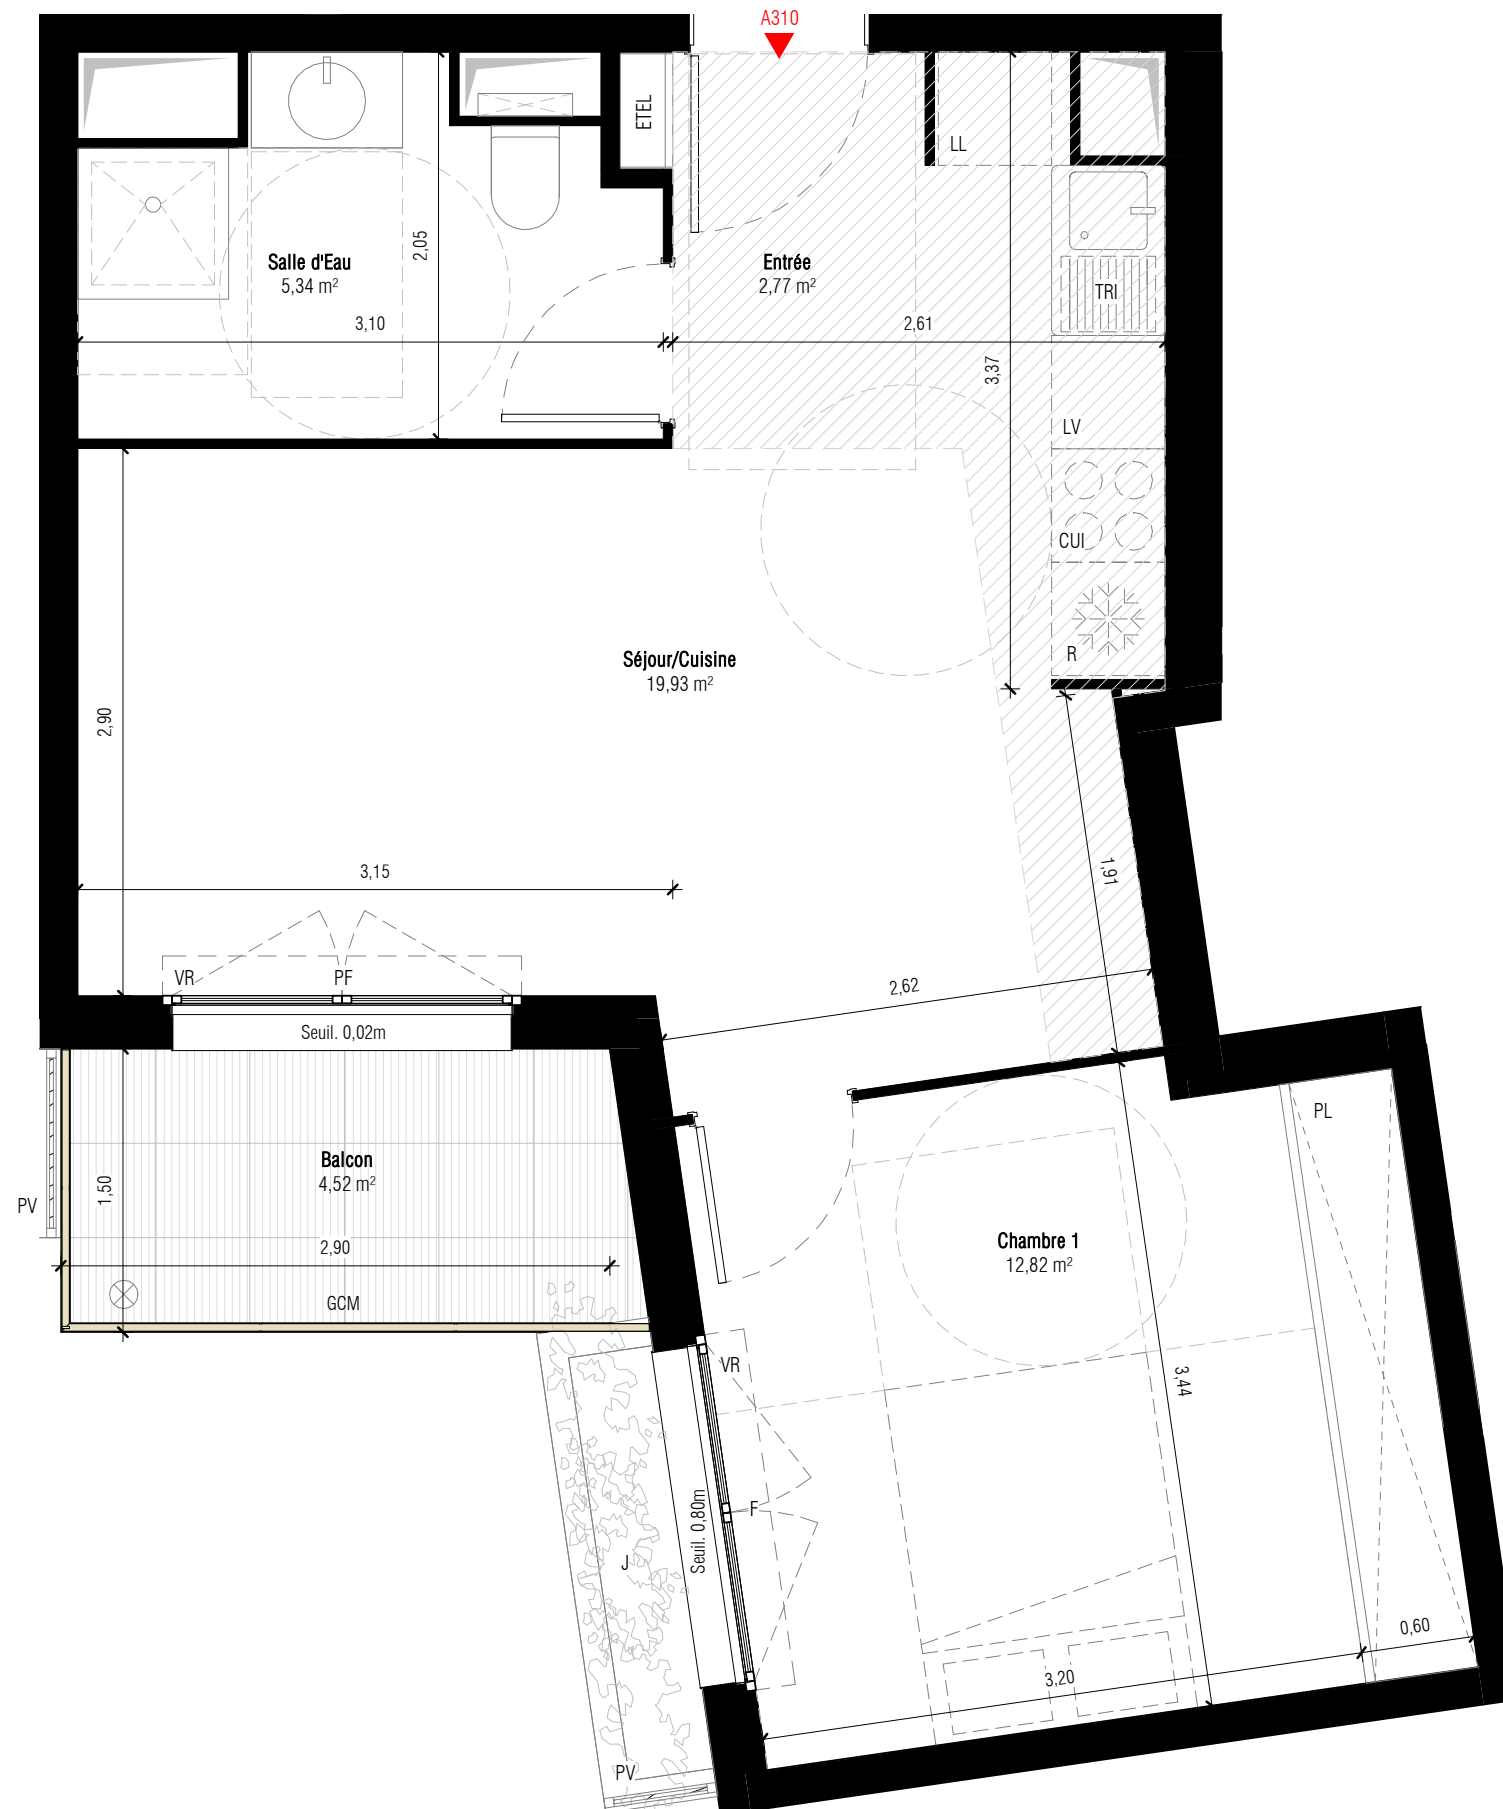 A310
ETEL
LL
Salle d'Eau
5,34 m²
2,05
Entrée
2,77 m²
TRI
3,10
2,61
3,37
LV
CUI
R
Séjour/Cuisine
19,93 m²
2,90
3,15
1,91
VR
PF
2,62
Seuil. 0,02m
PL
Balcon
4,52 m²
1,50
PV
2,90
Chambre 1
12,82 m²
GCM
VR
3,44
F
Seuil. 0,80m
J
0,60
3,20
PV